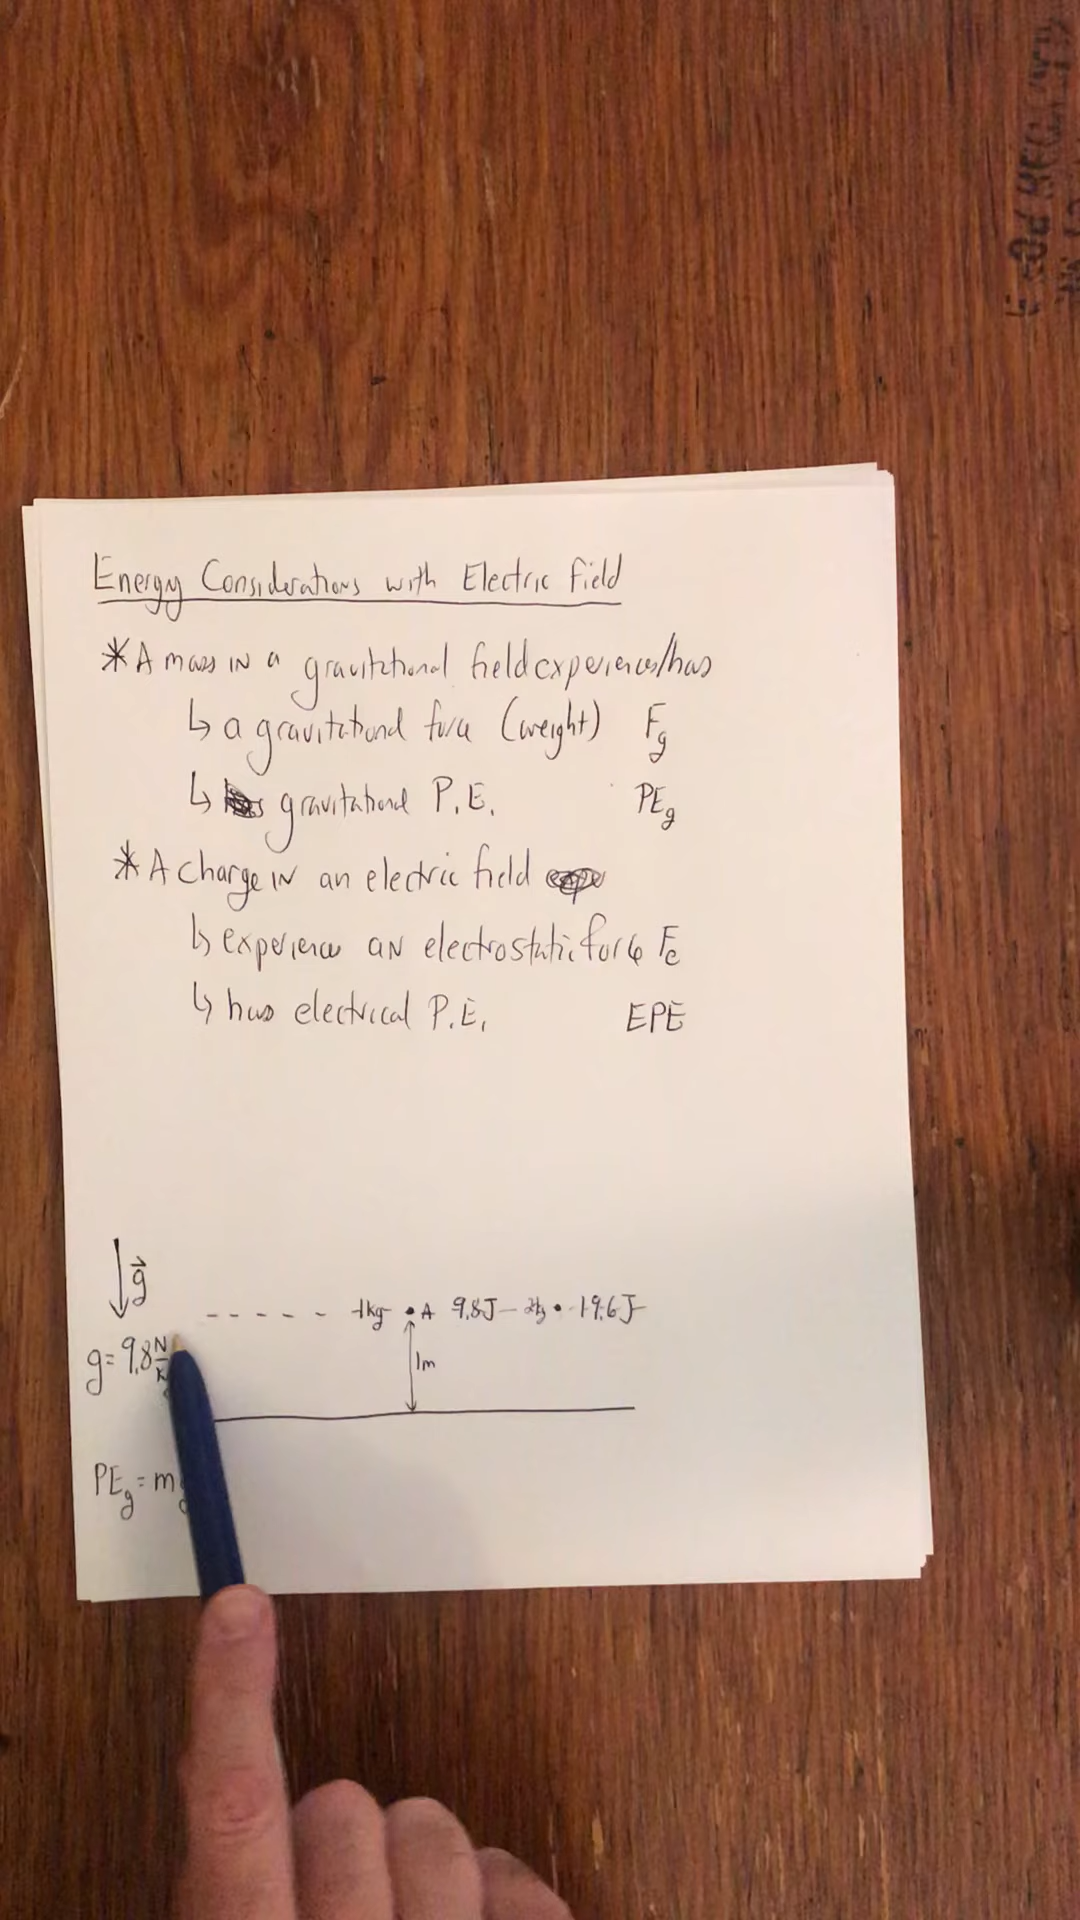 Energy Considerations with Electric Field
* A mass in a gravitational field experiences/has
↳ a gravitational force (weight) Fg
↳ gravitational P.E. PEg
* A charge in an electric field
↳ experience an electrostatic force Fe
↳ has electrical P.E. EPE
g
1kg • A 9.8J 2kg • 19.6J
g = 9.8 N
1m
PEg = m